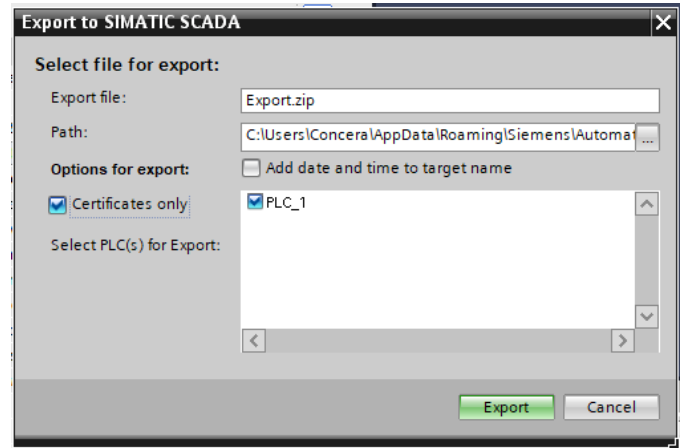 Export to SIMATIC SCADA
Select file for export:
Export file:
Export.zip
Path:
C:\Users\Concera\AppData\Roaming\Siemens\Automat
...
Options for export:
Add date and time to target name
Certificates only
PLC_1
Select PLC(s) for Export:
Export
Cancel